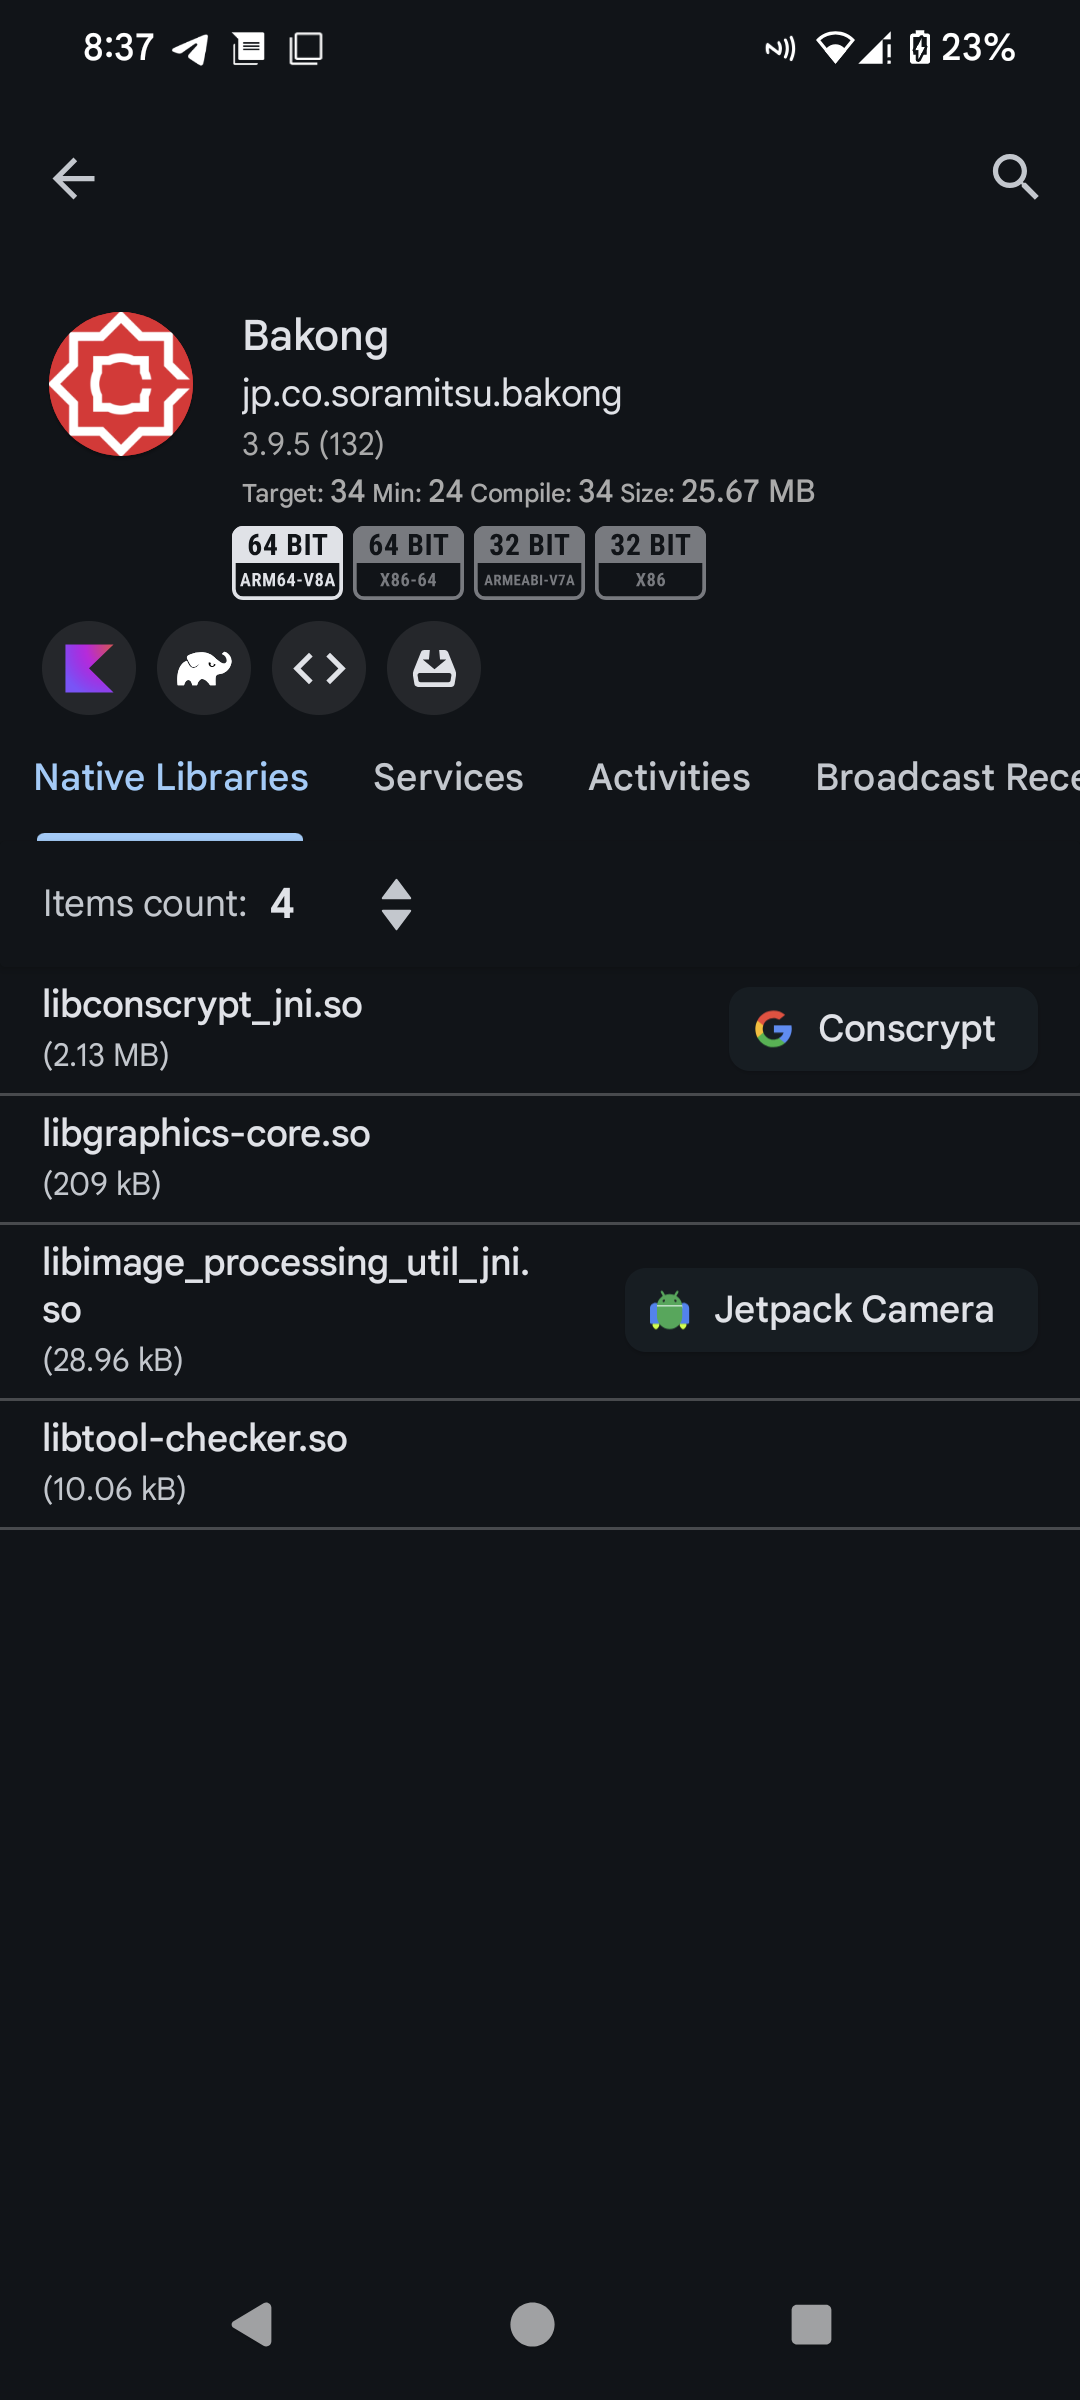 8:37
23%
Bakong
jp.co.soramitsu.bakong
3.9.5 (132)
Target: 34 Min: 24 Compile: 34 Size: 25.67 MB
64 BIT 64 BIT 32 BIT 32 BIT
ARM64-V8A X86-64 ARMEABI-V7A X86
Native Libraries Services Activities Broadcast Rece
Items count: 4
libconscrypt_jni.so
(2.13 MB)
Conscrypt
libgraphics-core.so
(209 kB)
libimage_processing_util_jni.
so
(28.96 kB)
Jetpack Camera
libtool-checker.so
(10.06 kB)